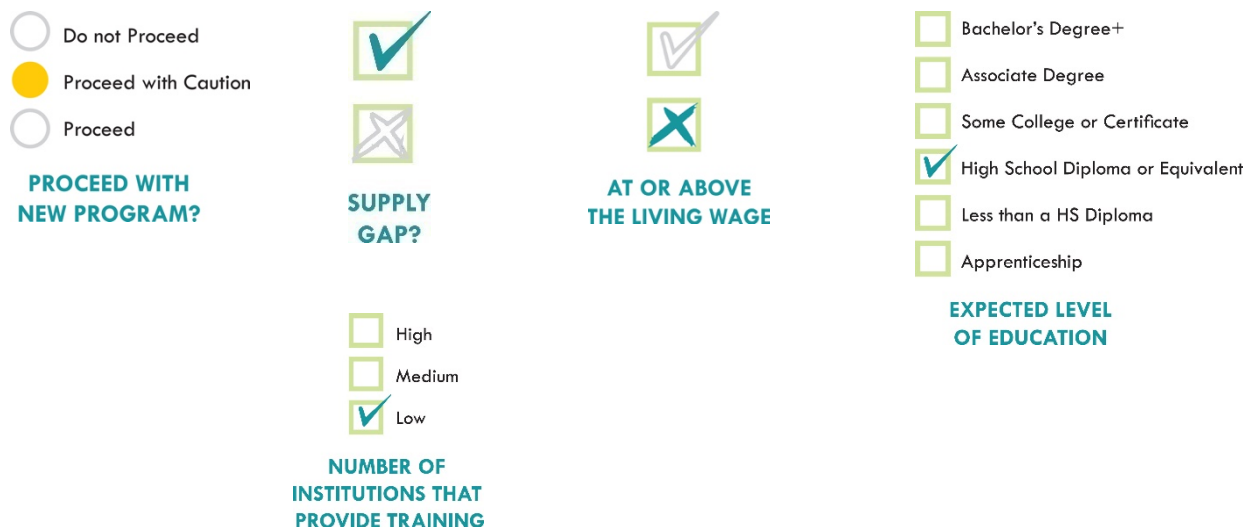 Do not Proceed
Proceed with Caution
Proceed
PROCEED WITH
NEW PROGRAM?
SUPPLY
GAP?
AT OR ABOVE
THE LIVING WAGE
Bachelor's Degree+
Associate Degree
Some College or Certificate
High School Diploma or Equivalent
Less than a HS Diploma
Apprenticeship
EXPECTED LEVEL
OF EDUCATION
High
Medium
Low
NUMBER OF
INSTITUTIONS THAT
PROVIDE TRAINING